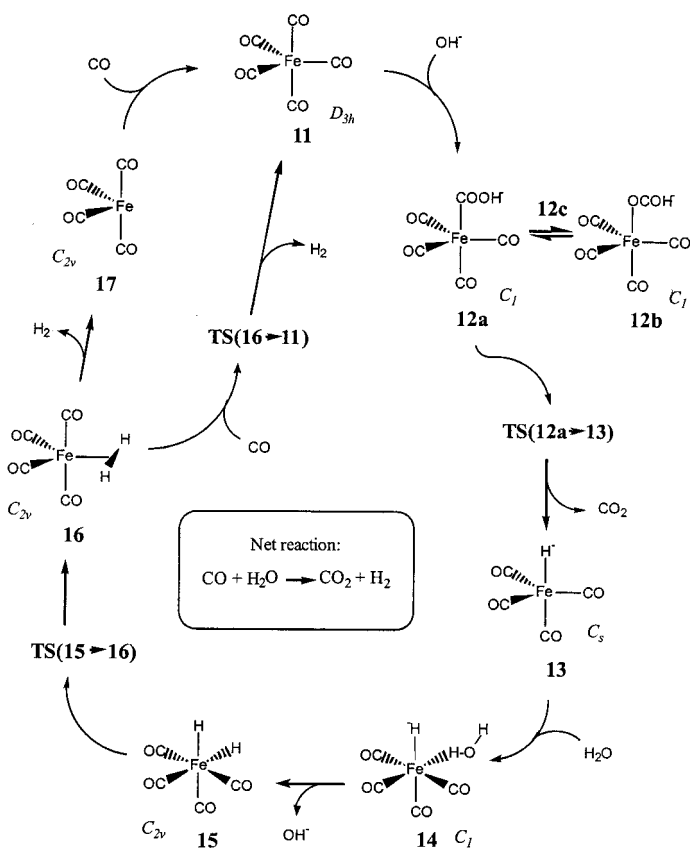 CO
OC
Fe
CO
OC
CO
D3h
11
CO
OH-
CO
OC
Fe
OC
CO
C2v
17
COOH-
OC
Fe
CO
OC
CO
C1
12a
12c
OCOH-
OC
Fe
CO
OC
CO
C1
12b
H2
TS(16→11)
H2
CO
TS(12a→13)
CO2
CO
OC
H
Fe
OC
H
CO
C2v
16
Net reaction:
CO + H2O → CO2 + H2
H-
OC
Fe
CO
OC
CO
Cs
13
TS(15→16)
H2O
H
OC
H
Fe
OC
CO
CO
C2v
15
OH-
-H
H
OC
H-O
Fe
OC
CO
CO
14 C1